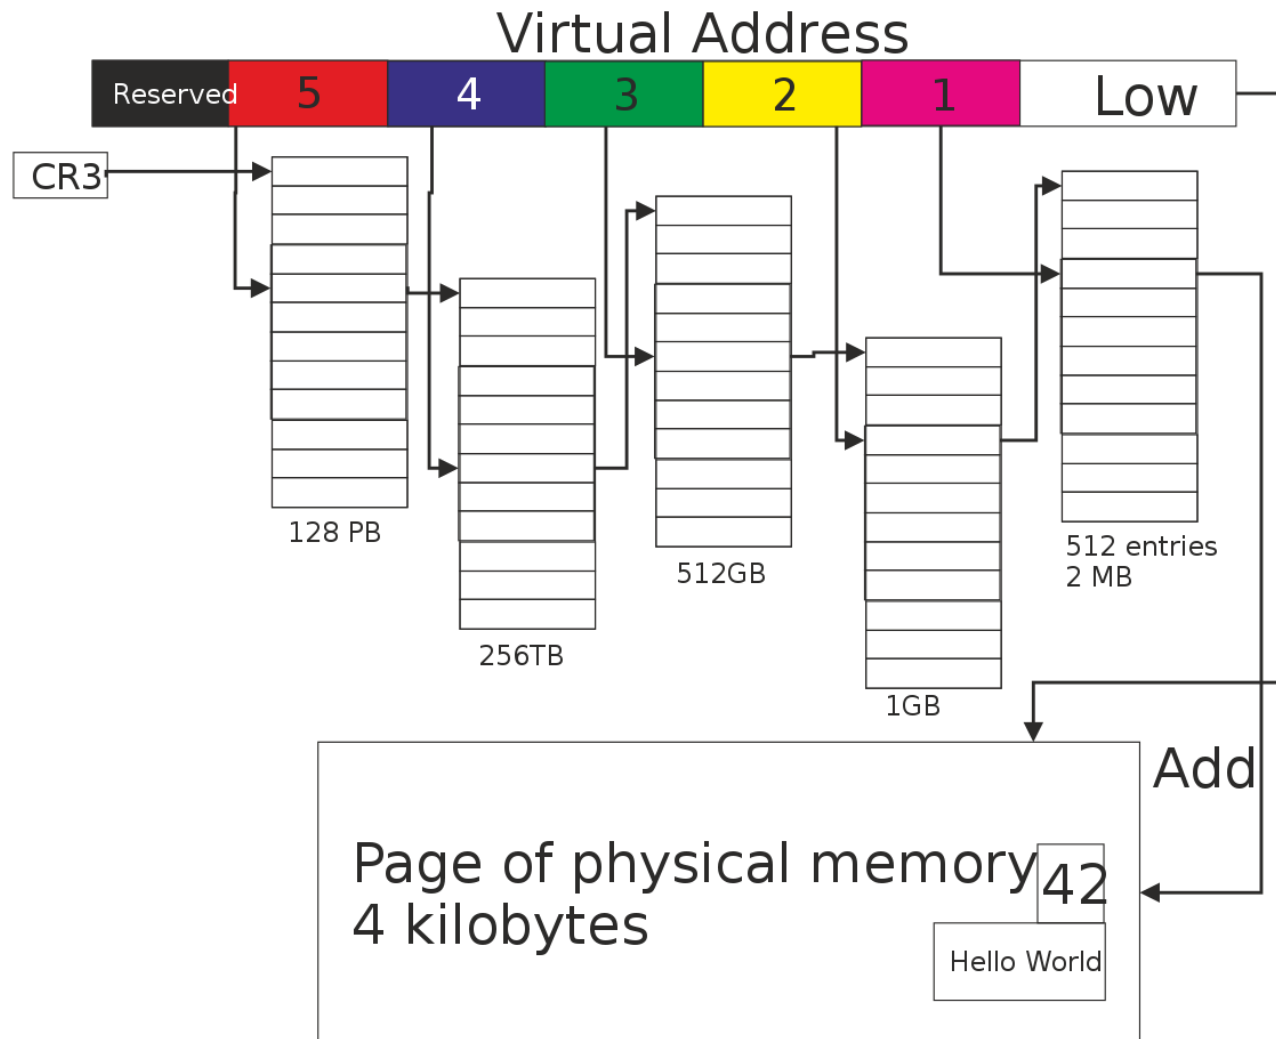 Virtual Address
Reserved 5 4 3 2 1 Low
CR3
128 PB
256TB
512GB
1GB
512 entries
2 MB
Add
Page of physical memory
4 kilobytes
42
Hello World